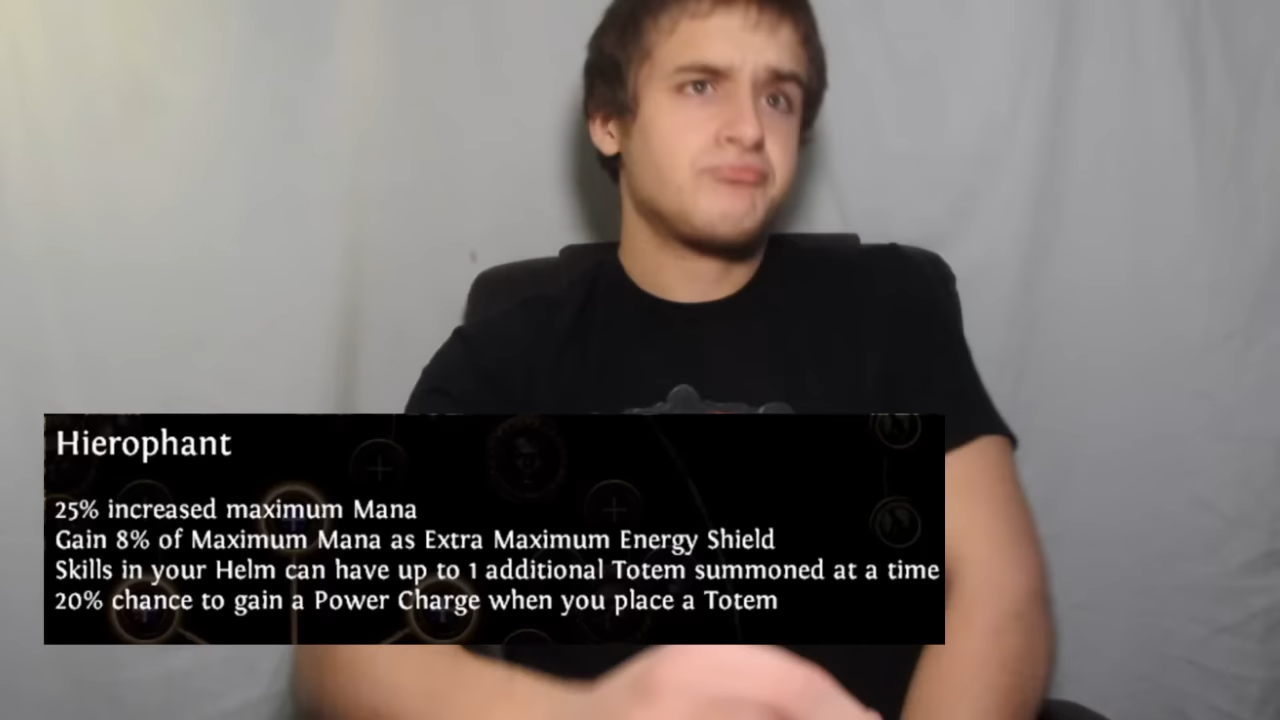 Hierophant
25% increased maximum Mana
Gain 8% of Maximum Mana as Extra Maximum Energy Shield
Skills in your Helm can have up to 1 additional Totem summoned at a time
20% chance to gain a Power Charge when you place a Totem